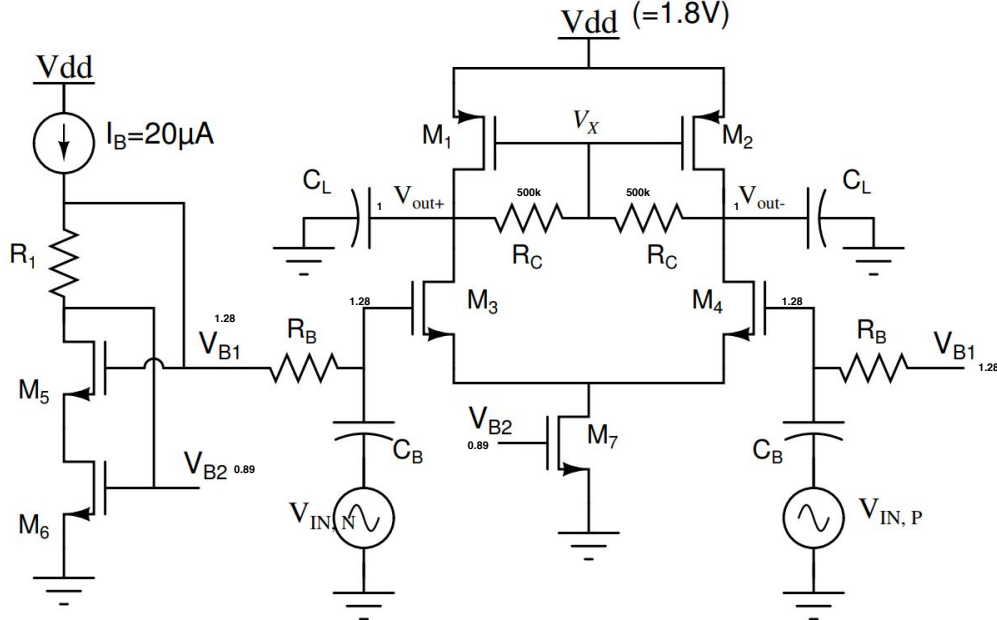 Vdd (=1.8V)
Vdd
I_B=20µA
M₁
V_X
M₂
C_L
1
V_out+
500k
500k
1
V_out-
C_L
R₁
R_C
R_C
1.28
M₃
M₄
1.28
1.28
V_B1
R_B
R_B
V_B1
1.28
M₅
V_B2
0.89
M₇
V_B2 0.89
C_B
C_B
M₆
V_IN, N
V_IN, P